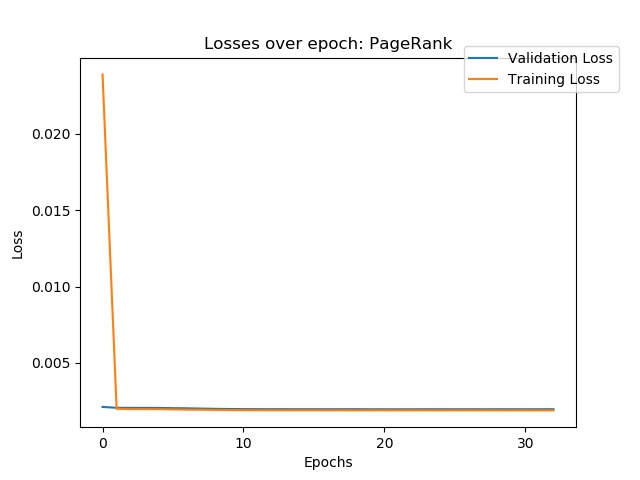 Losses over epoch: PageRank
Validation Loss
Training Loss
0.020
0.015
0.010
0.005
Loss
0
10
20
30
Epochs